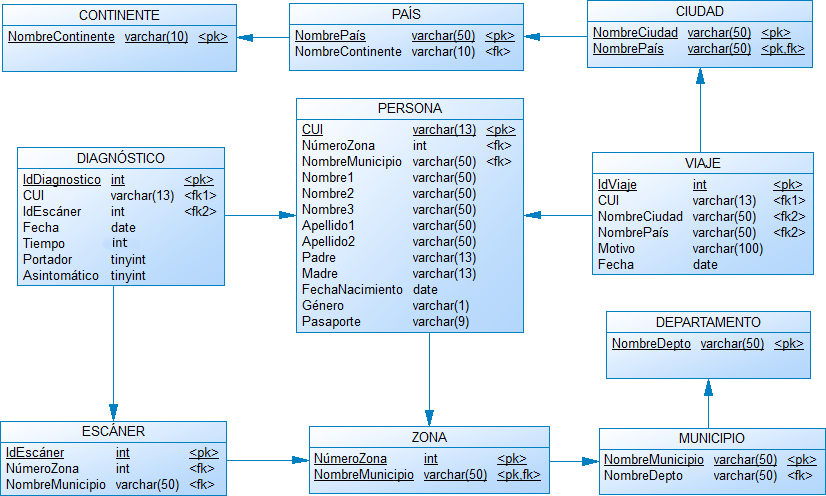 CONTINENTE
NombreContinente varchar(10) <pk>
PAÍS
NombrePaís varchar(50) <pk>
NombreContinente varchar(10) <fk>
CIUDAD
NombreCiudad varchar(50) <pk>
NombrePaís varchar(50) <pk,fk>
DIAGNÓSTICO
IdDiagnostico int <pk>
CUI varchar(13) <fk1>
IdEscáner int <fk2>
Fecha date
Tiempo int
Portador tinyint
Asintomático tinyint
PERSONA
CUI varchar(13) <pk>
NúmeroZona int <fk>
NombreMunicipio varchar(50) <fk>
Nombre1 varchar(50)
Nombre2 varchar(50)
Nombre3 varchar(50)
Apellido1 varchar(50)
Apellido2 varchar(50)
Padre varchar(13)
Madre varchar(13)
FechaNacimiento date
Género varchar(1)
Pasaporte varchar(9)
VIAJE
IdViaje int <pk>
CUI varchar(13) <fk1>
NombreCiudad varchar(50) <fk2>
NombrePaís varchar(50) <fk2>
Motivo varchar(100)
Fecha date
DEPARTAMENTO
NombreDepto varchar(50) <pk>
ESCÁNER
IdEscáner int <pk>
NúmeroZona int <fk>
NombreMunicipio varchar(50) <fk>
ZONA
NúmeroZona int <pk>
NombreMunicipio varchar(50) <pk,fk>
MUNICIPIO
NombreMunicipio varchar(50) <pk>
NombreDepto varchar(50) <fk>